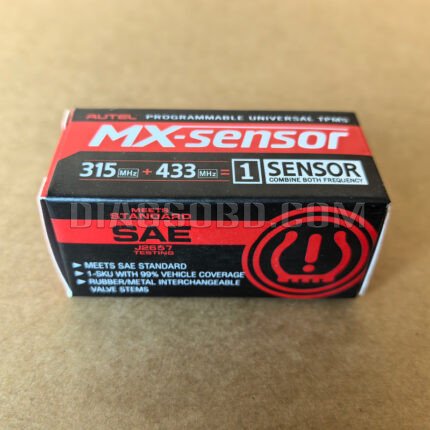 AUTEL PROGRAMMABLE UNIVERSAL TPMS
MX-sensor
315 MHz + 433 MHz = 1 SENSOR
COMBINE BOTH FREQUENCY
DIAGSOBD.COM
MEETS
STANDARD
SAE
J2657
TESTING
▶ MEETS SAE STANDARD
▶ 1-SKU WITH 99% VEHICLE COVERAGE
▶ RUBBER/METAL INTERCHANGEABLE
VALVE STEMS